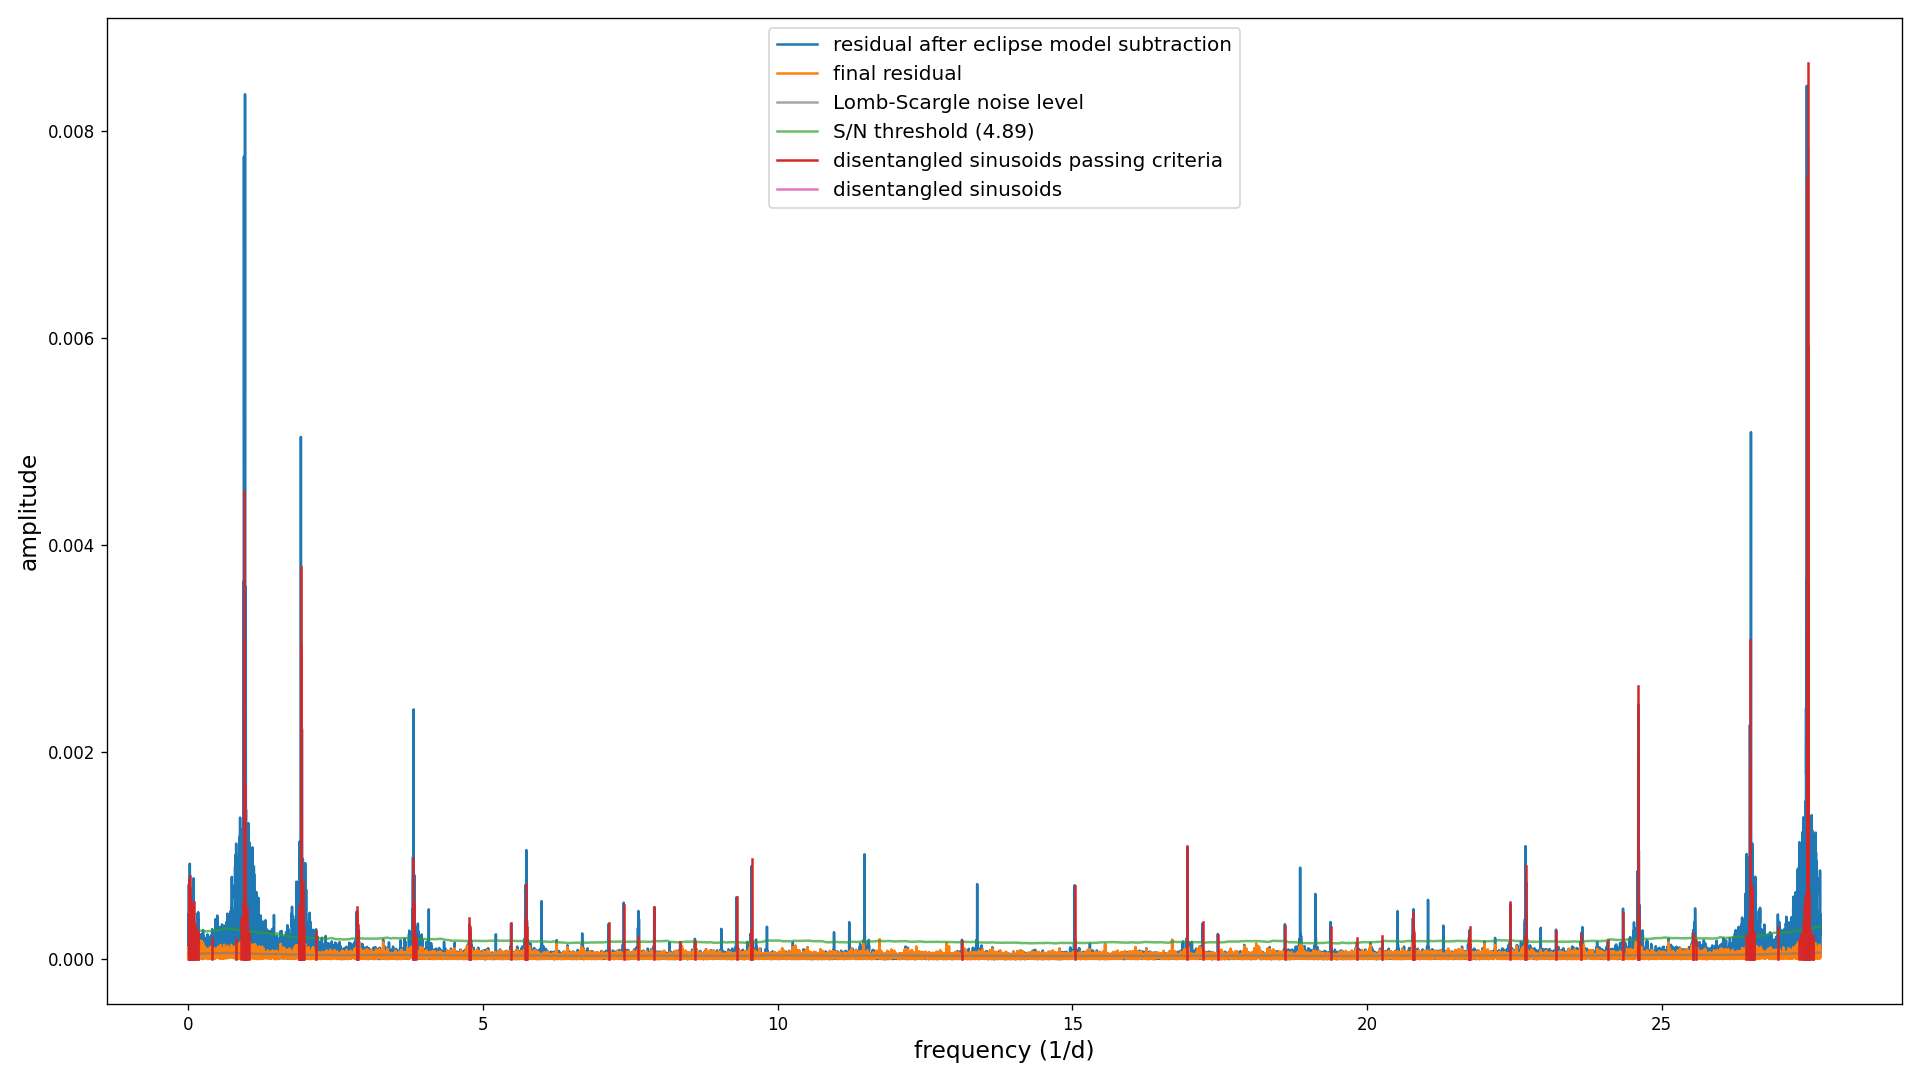 residual after eclipse model subtraction
final residual
Lomb-Scargle noise level
S/N threshold (4.89)
disentangled sinusoids passing criteria
disentangled sinusoids
amplitude
0.008
0.006
0.004
0.002
0.000
0 5 10 15 20 25
frequency (1/d)